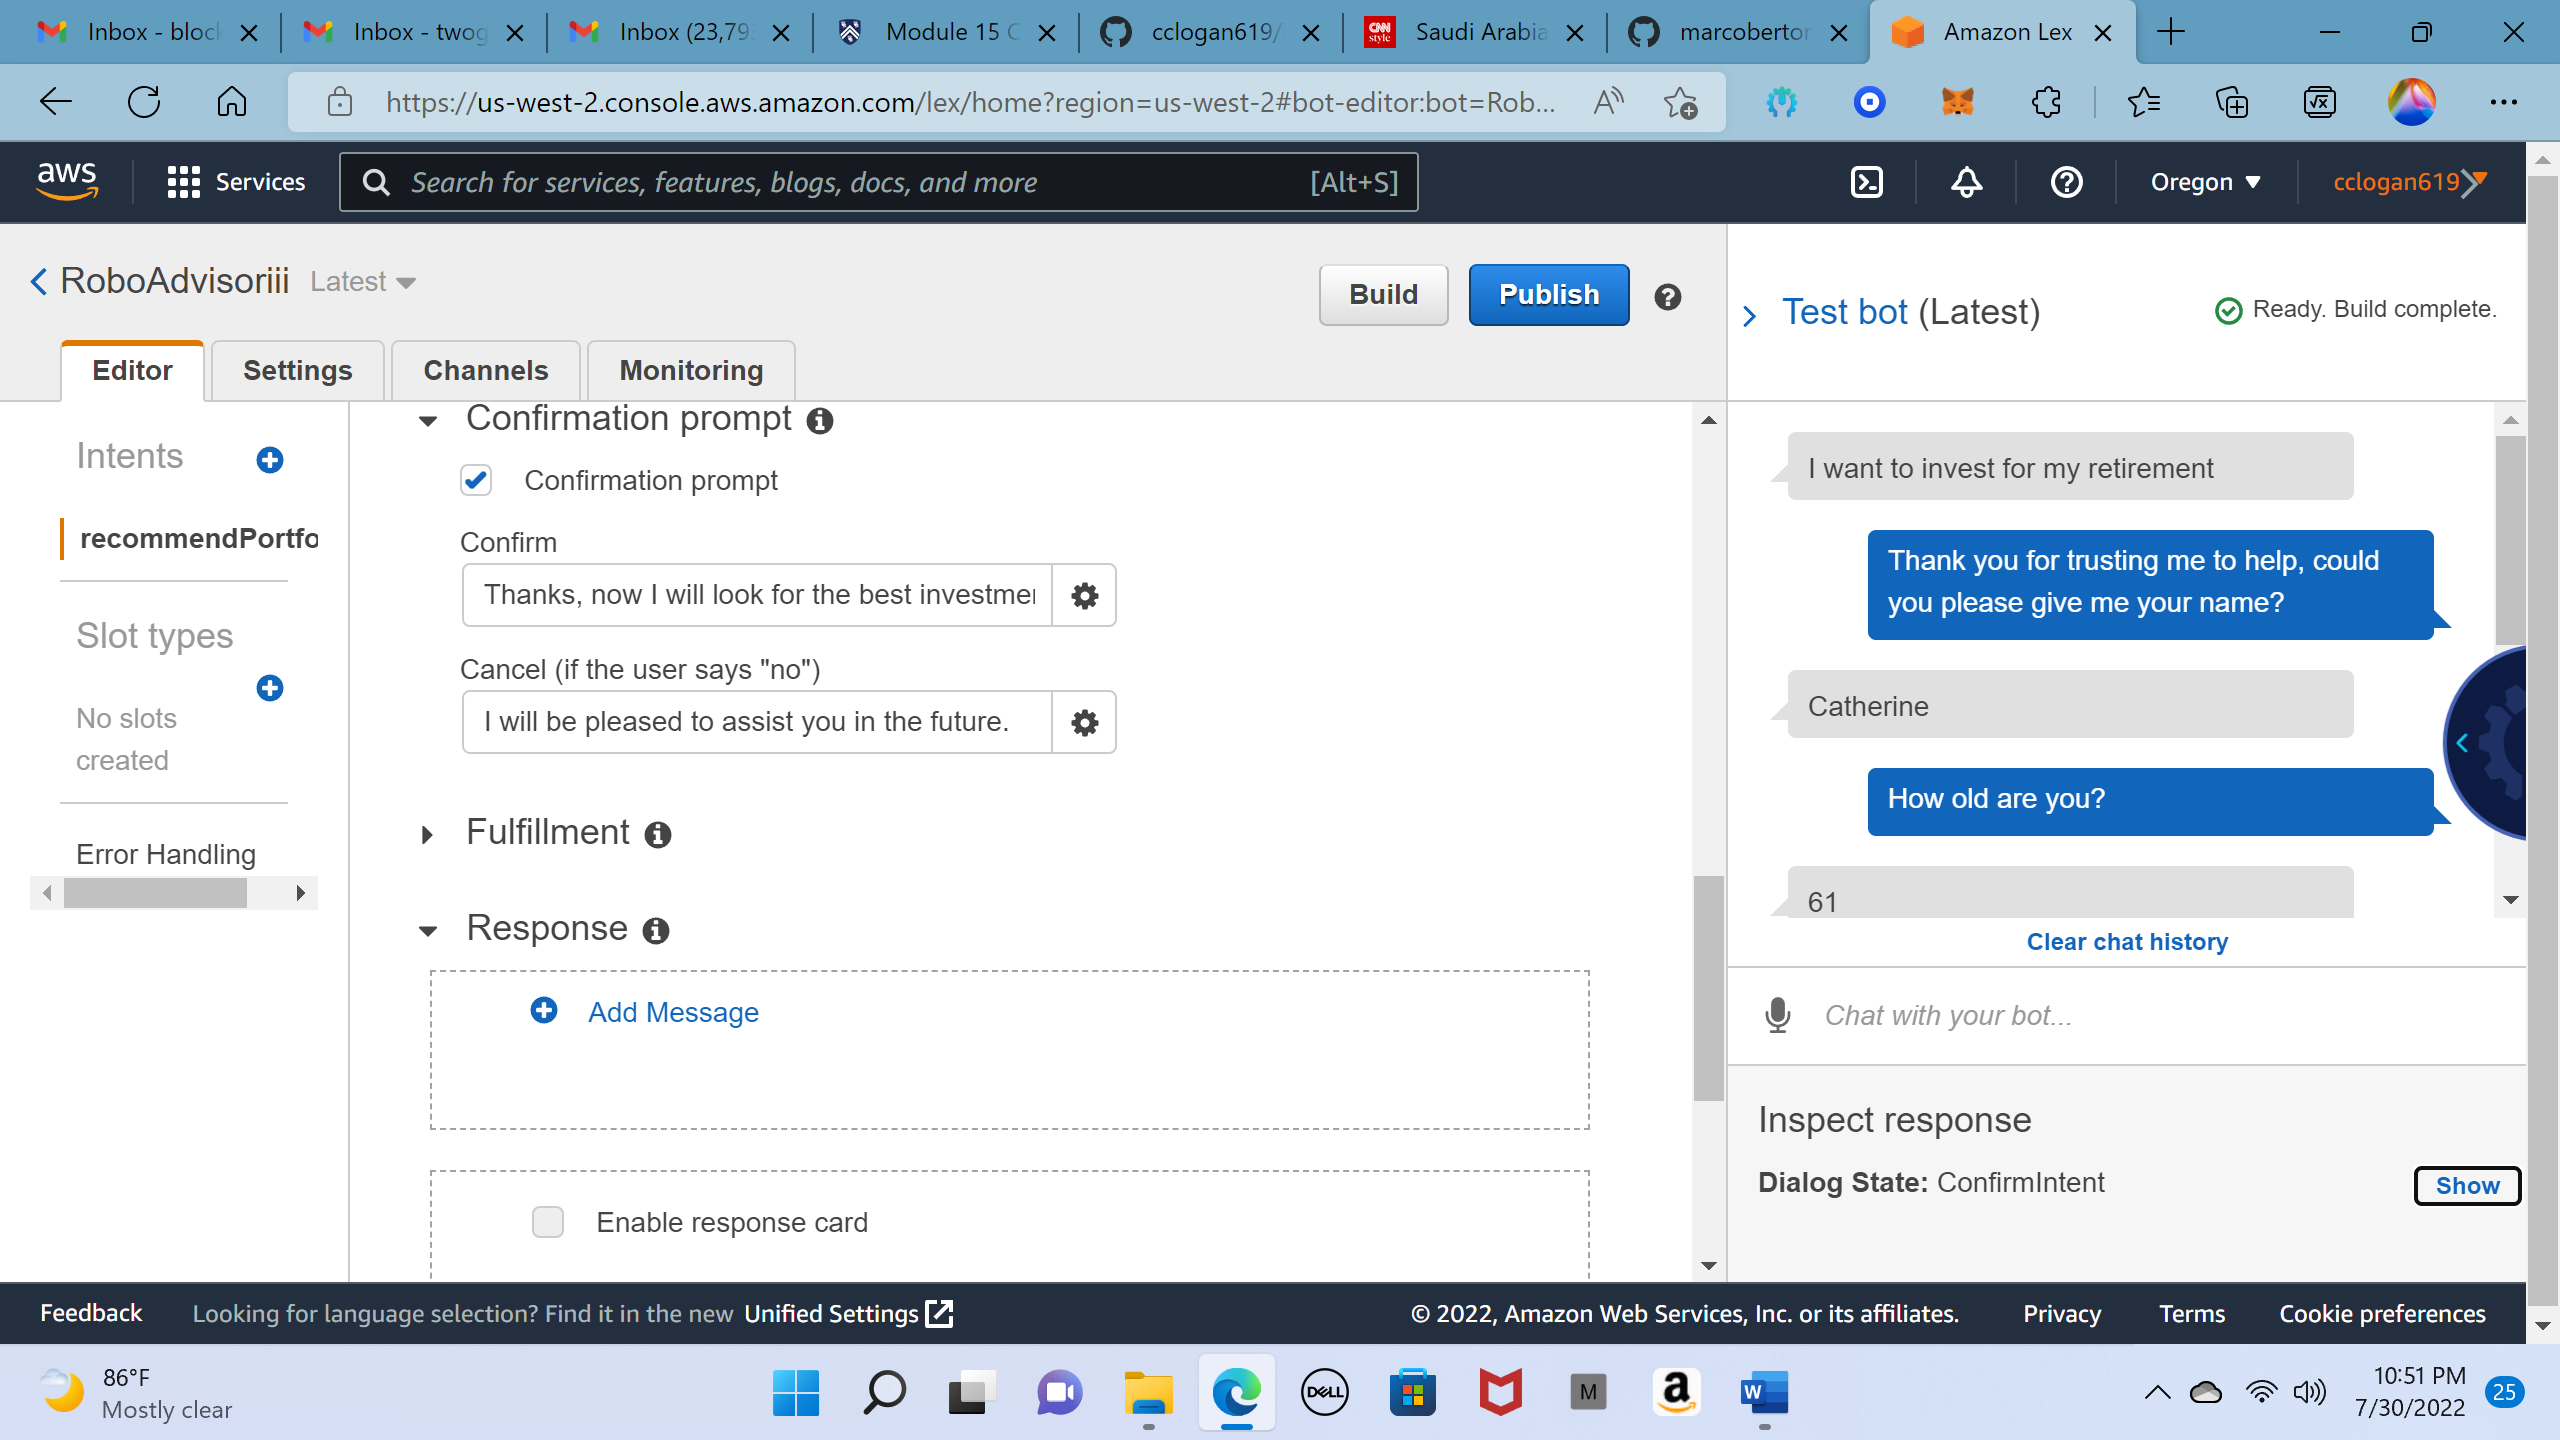 Inbox - bloc
Inbox - twog
Inbox (23,79
Module 15 C
cclogan619/
CNN style
Saudi Arabia
marcobertor
Amazon Lex
https://us-west-2.console.aws.amazon.com/lex/home?region=us-west-2#bot-editor:bot=Rob...
aws
Services
Search for services, features, blogs, docs, and more
[Alt+S]
Oregon
cclogan619
RoboAdvisoriii
Latest
Build
Publish
Test bot (Latest)
Ready. Build complete.
Editor
Settings
Channels
Monitoring
Intents
recommendPortfo
Slot types
No slots
created
Error Handling
Confirmation prompt
Confirmation prompt
Confirm
Thanks, now I will look for the best investmen
Cancel (if the user says "no")
I will be pleased to assist you in the future.
Fulfillment
Response
Add Message
Enable response card
I want to invest for my retirement
Thank you for trusting me to help, could
you please give me your name?
Catherine
How old are you?
61
Clear chat history
Chat with your bot...
Inspect response
Dialog State: ConfirmIntent
Show
Feedback
Looking for language selection? Find it in the new Unified Settings
© 2022, Amazon Web Services, Inc. or its affiliates.
Privacy
Terms
Cookie preferences
86°F
Mostly clear
DELL
M
a
W
10:51 PM
7/30/2022
25